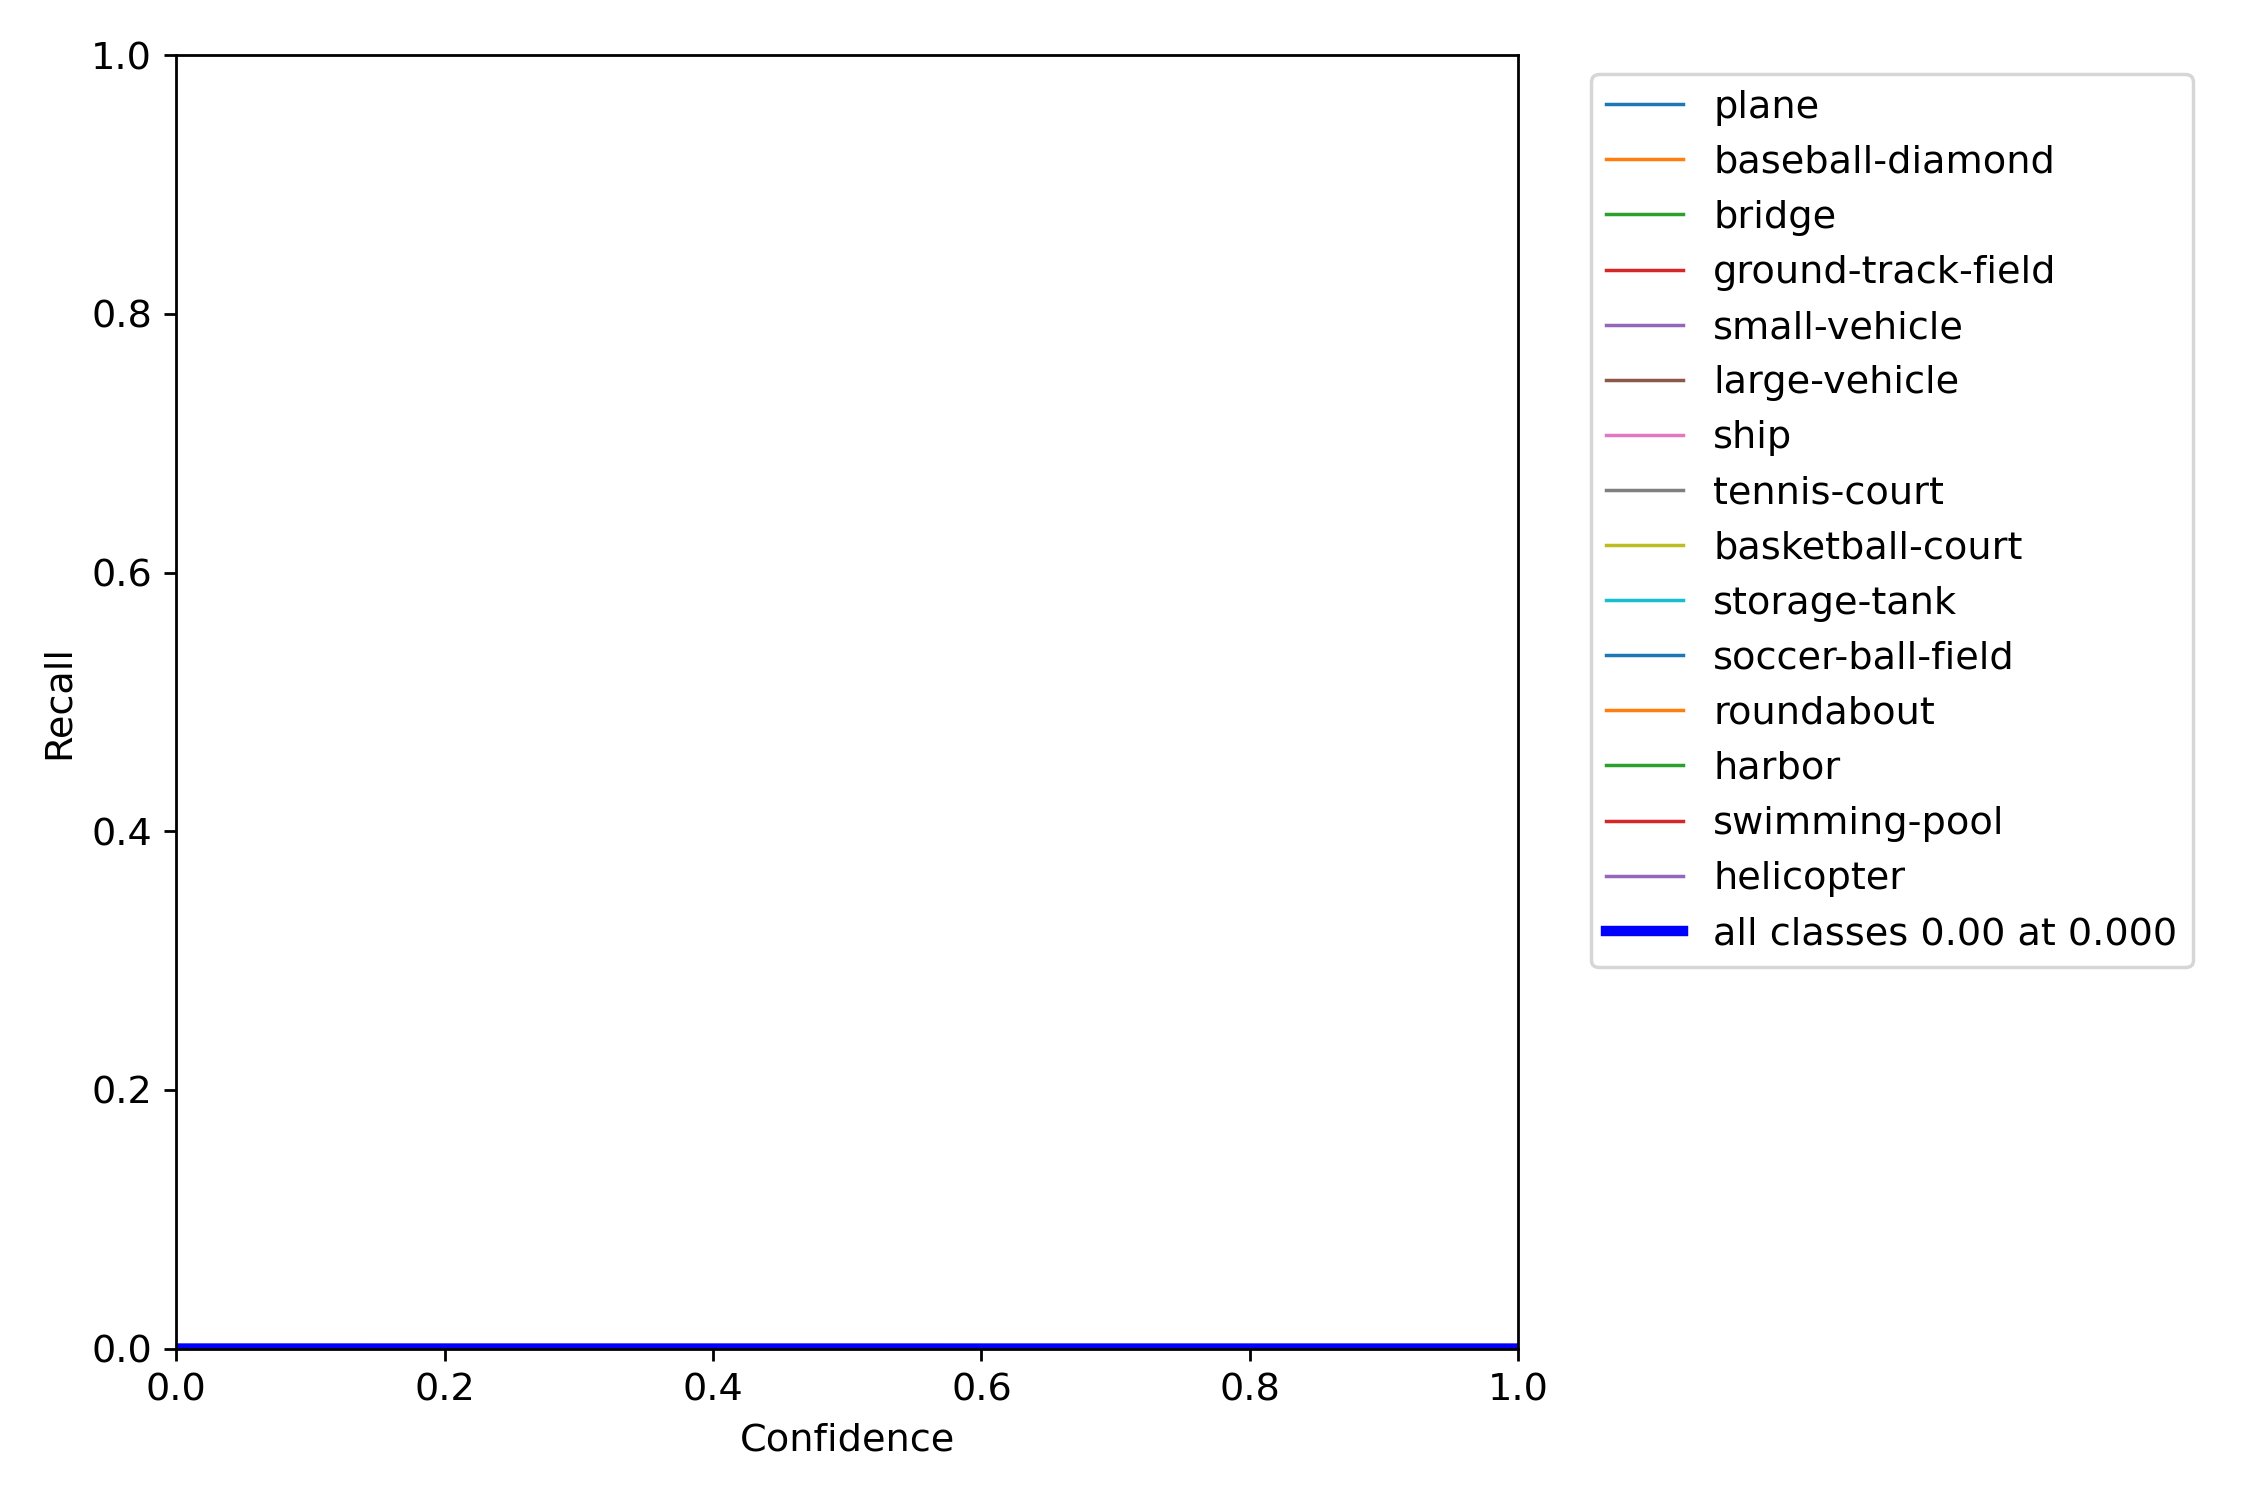 1.0
0.8
0.6
0.4
0.2
0.0
Recall
0.0 0.2 0.4 0.6 0.8 1.0
Confidence
plane
baseball-diamond
bridge
ground-track-field
small-vehicle
large-vehicle
ship
tennis-court
basketball-court
storage-tank
soccer-ball-field
roundabout
harbor
swimming-pool
helicopter
all classes 0.00 at 0.000